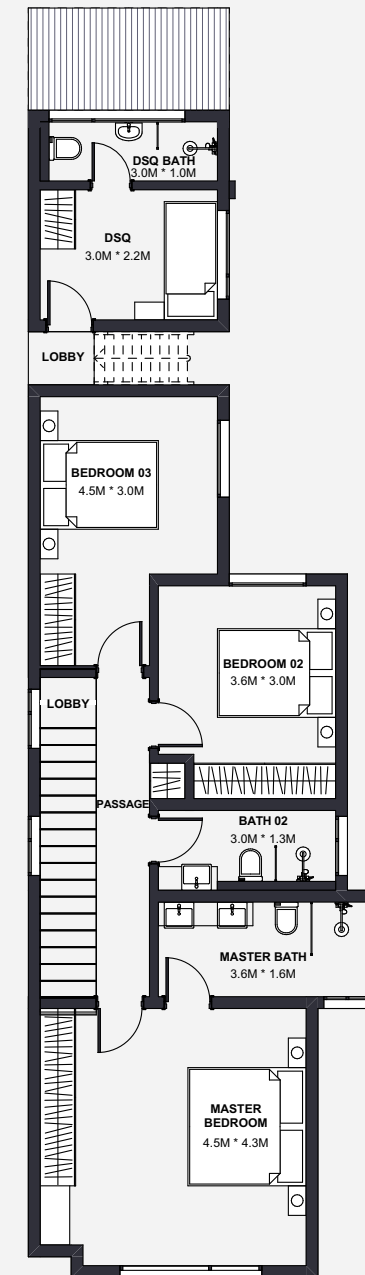 DSQ BATH
3.0M * 1.0M
DSQ
3.0M * 2.2M
LOBBY
BEDROOM 03
4.5M * 3.0M
BEDROOM 02
3.6M * 3.0M
LOBBY
PASSAGE
BATH 02
3.0M * 1.3M
MASTER BATH
3.6M * 1.6M
MASTER
BEDROOM
4.5M * 4.3M